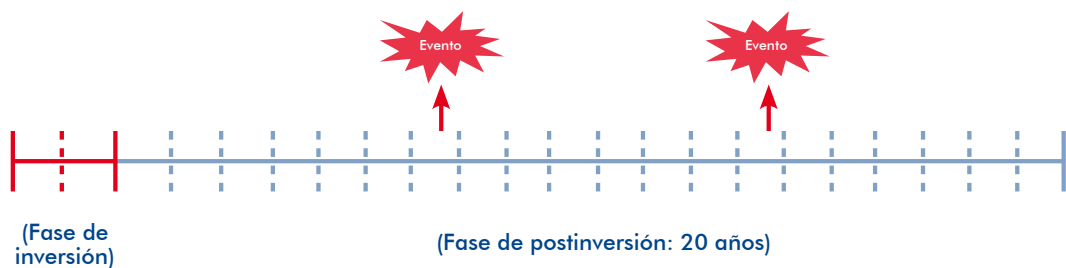 Evento
Evento
(Fase de
inversión)
(Fase de postinversión: 20 años)